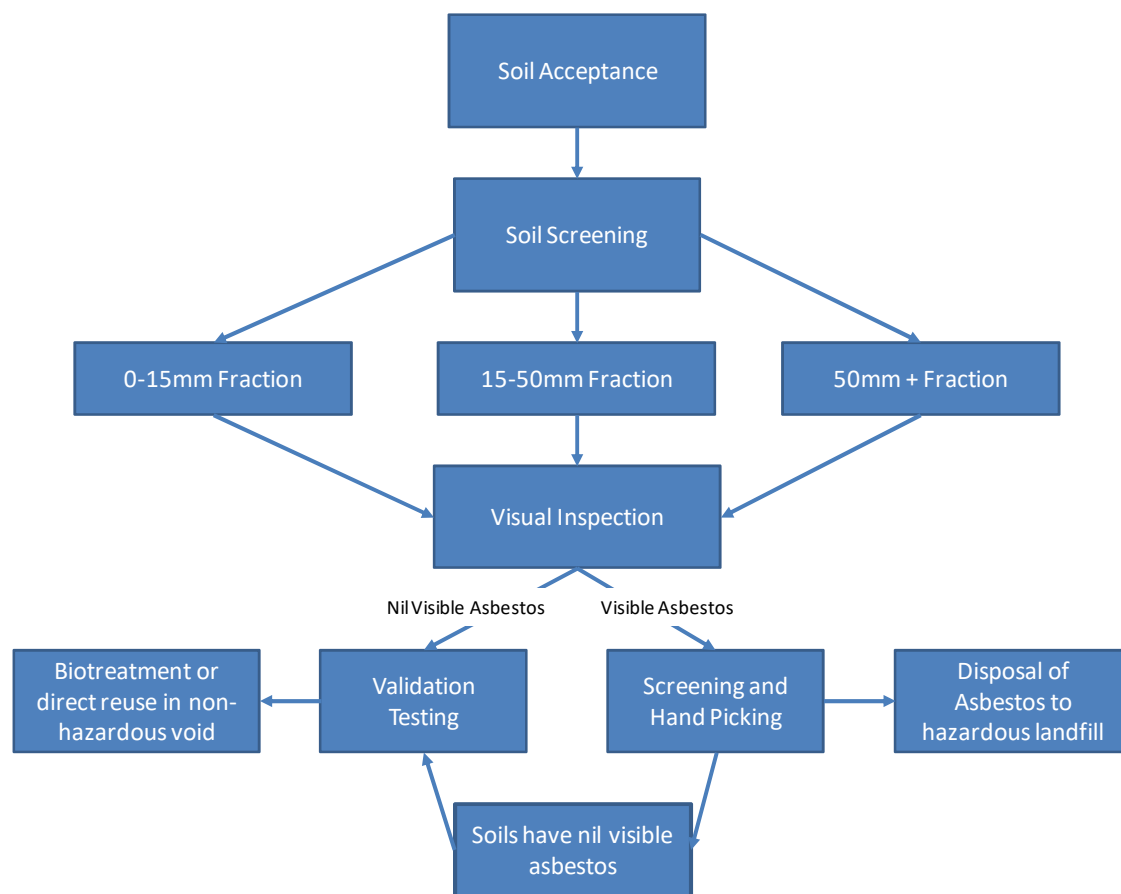 Soil Acceptance
Soil Screening
0-15mm Fraction
15-50mm Fraction
50mm + Fraction
Visual Inspection
Nil Visible Asbestos
Visible Asbestos
Biotreatment or
direct reuse in non-
hazardous void
Validation
Testing
Screening and
Hand Picking
Disposal of
Asbestos to
hazardous landfill
Soils have nil visible
asbestos